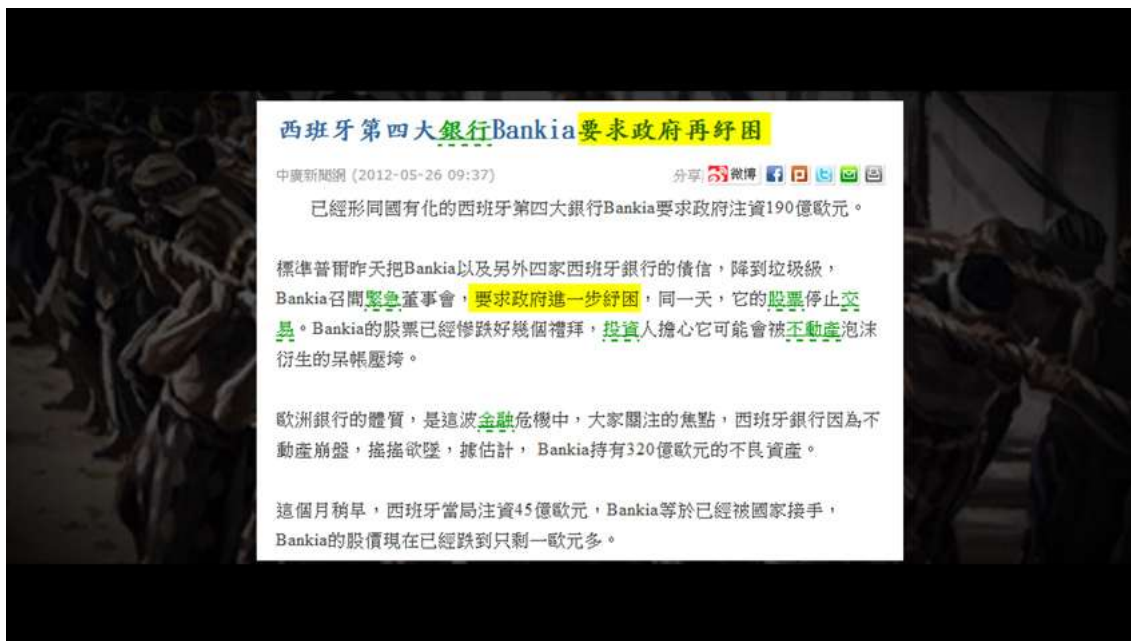 西班牙第四大銀行Bankia要求政府再紓困
中廣新聞網 (2012-05-26 09:37)
分享 微博
已經形同國有化的西班牙第四大銀行Bankia要求政府注資190億歐元。
標準普爾昨天把Bankia以及另外四家西班牙銀行的債信，降到垃圾級，
Bankia召開緊急董事會，要求政府進一步紓困，同一天，它的股票停止交
易。Bankia的股票已經慘跌好幾個禮拜，投資人擔心它可能會被不動產泡沫
衍生的呆帳壓垮。
歐洲銀行的體質，是這波金融危機中，大家關注的焦點，西班牙銀行因為不
動產崩盤，搖搖欲墜，據估計， Bankia持有320億歐元的不良資產。
這個月稍早，西班牙當局注資45億歐元，Bankia等於已經被國家接手，
Bankia的股價現在已經跌到只剩一歐元多。